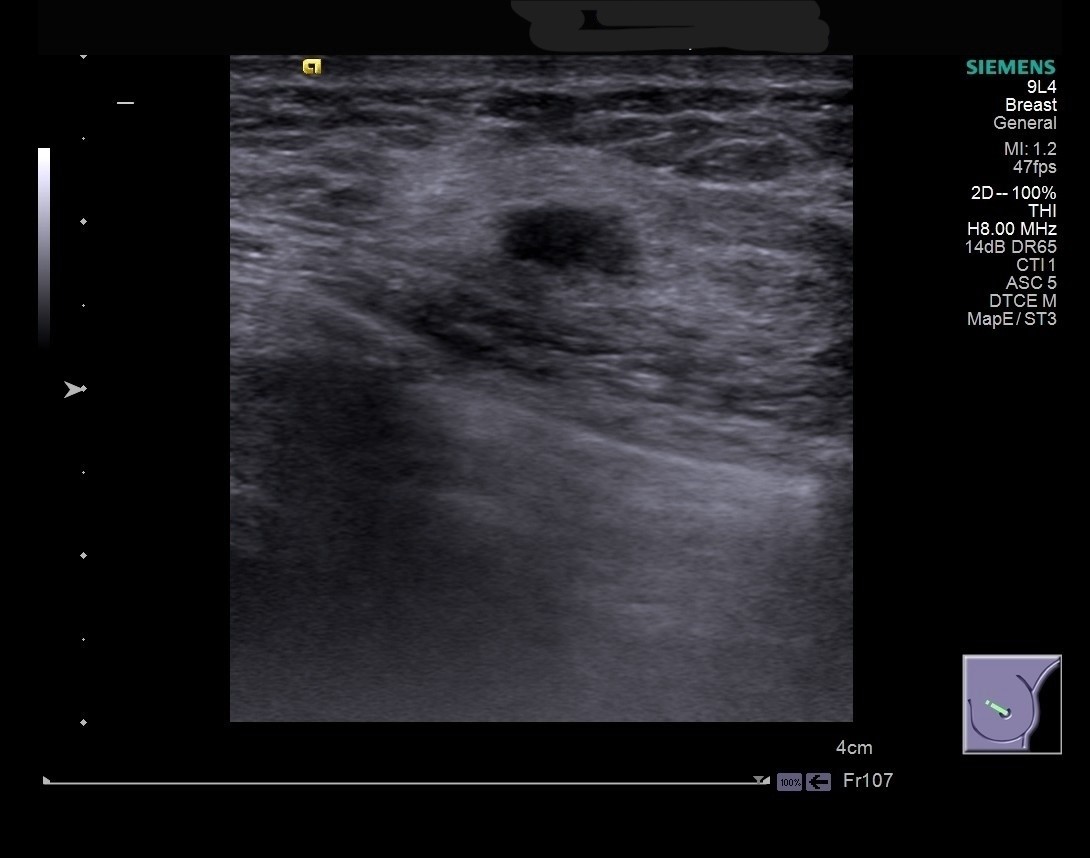 SIEMENS
9L4
Breast
General
MI: 1.2
47fps
2D--100%
THI
H8.00 MHz
14dB DR65
CTI 1
ASC 5
DTCE M
MapE / ST3
4cm
100%
Fr107